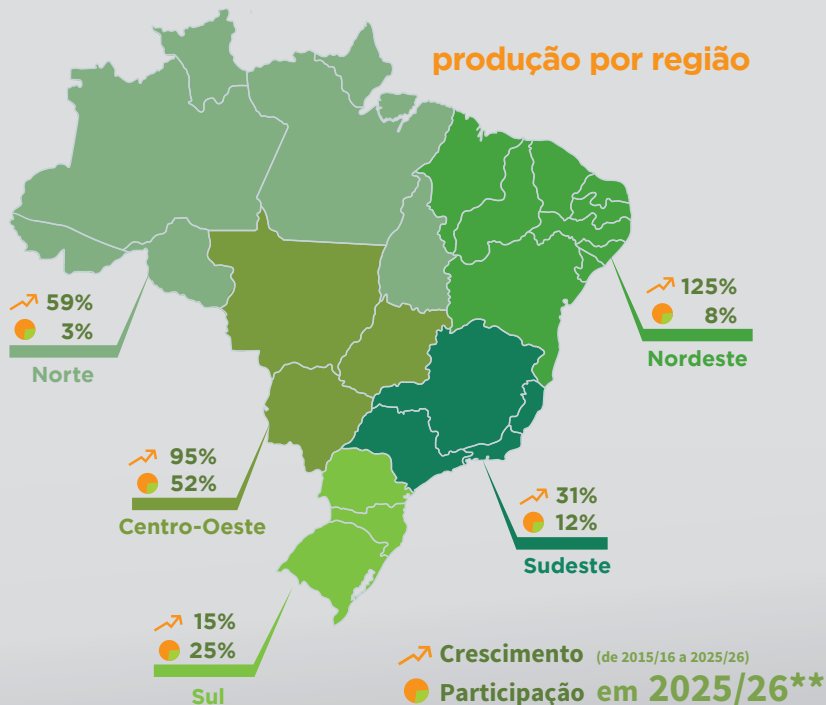 produção por região
59%
3%
Norte
125%
8%
Nordeste
95%
52%
Centro-Oeste
31%
12%
Sudeste
15%
25%
Sul
Crescimento (de 2015/16 a 2025/26)
Participação em 2025/26**